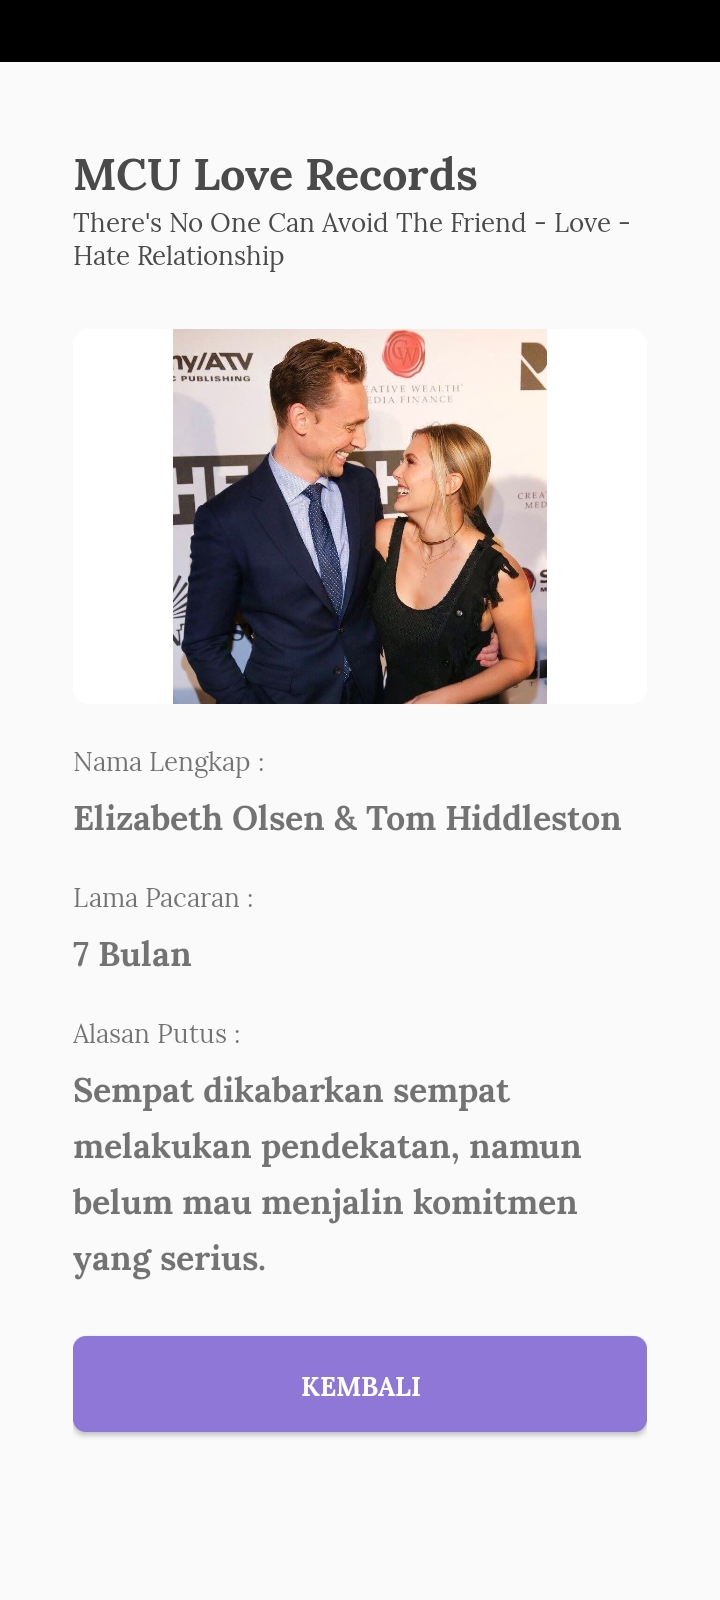 MCU Love Records
There's No One Can Avoid The Friend - Love -
Hate Relationship
ny/ATV
C PUBLISHING
CW
EATIVE WEALTH
EDIA FINANCE
R
HE
H
CREA
MED
S
Nama Lengkap :
Elizabeth Olsen & Tom Hiddleston
Lama Pacaran :
7 Bulan
Alasan Putus :
Sempat dikabarkan sempat
melakukan pendekatan, namun
belum mau menjalin komitmen
yang serius.
KEMBALI